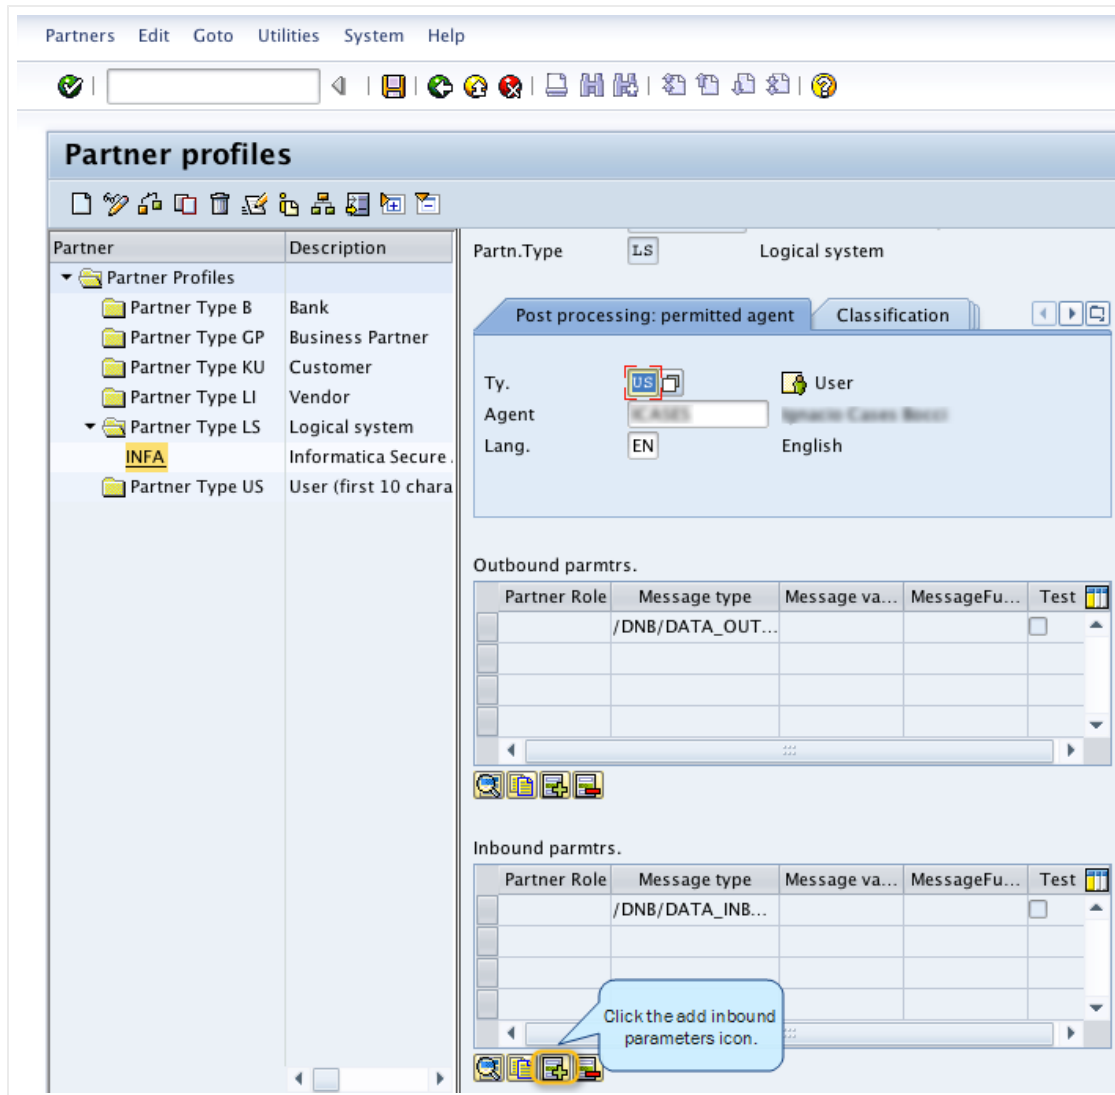 Partners Edit Goto Utilities System Help
Partner profiles
Partner Description
Partner Profiles
Partner Type B Bank
Partner Type GP Business Partner
Partner Type KU Customer
Partner Type LI Vendor
Partner Type LS Logical system
INFA Informatica Secure
Partner Type US User (first 10 chara
Partn.Type LS Logical system
Post processing: permitted agent Classification
Ty. US User
Agent
Lang. EN English
Outbound parmtrs.
Partner Role Message type Message va... MessageFu... Test
/DNB/DATA_OUT...
Inbound parmtrs.
Partner Role Message type Message va... MessageFu... Test
/DNB/DATA_INB...
Click the add inbound
parameters icon.